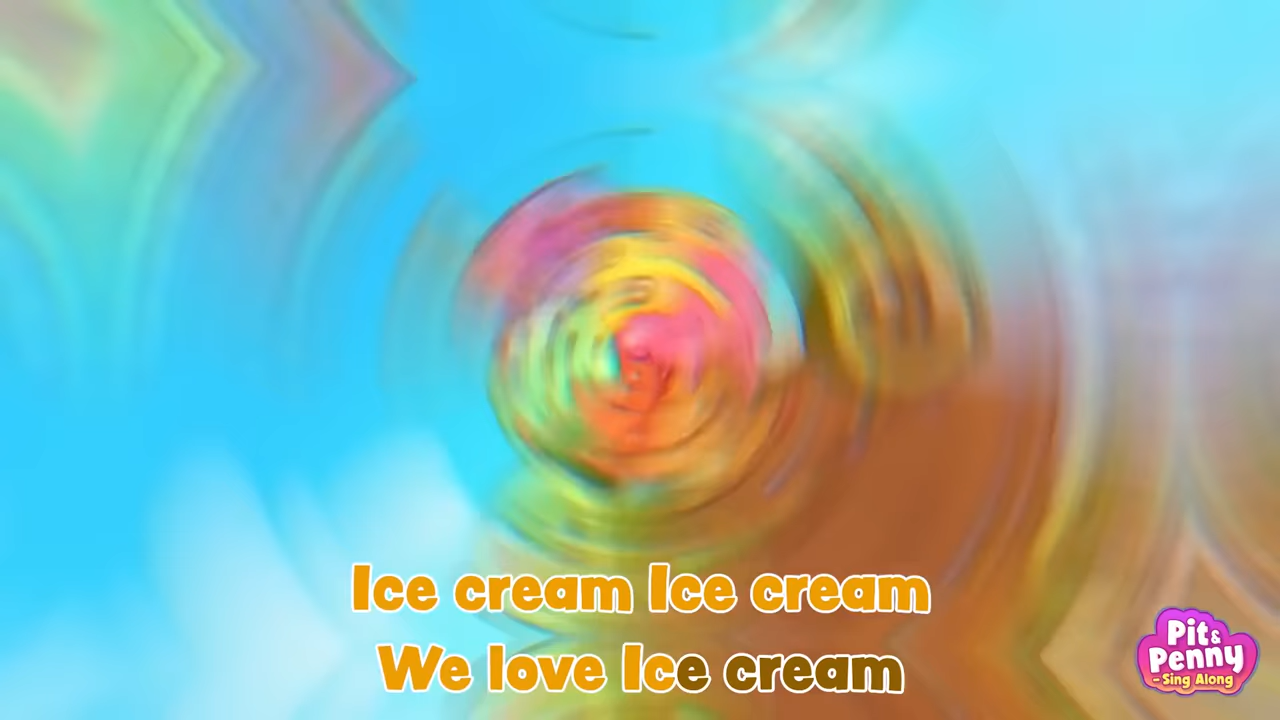 Ice cream Ice cream
We love Ice cream
Pit &
Penny
- Sing Along